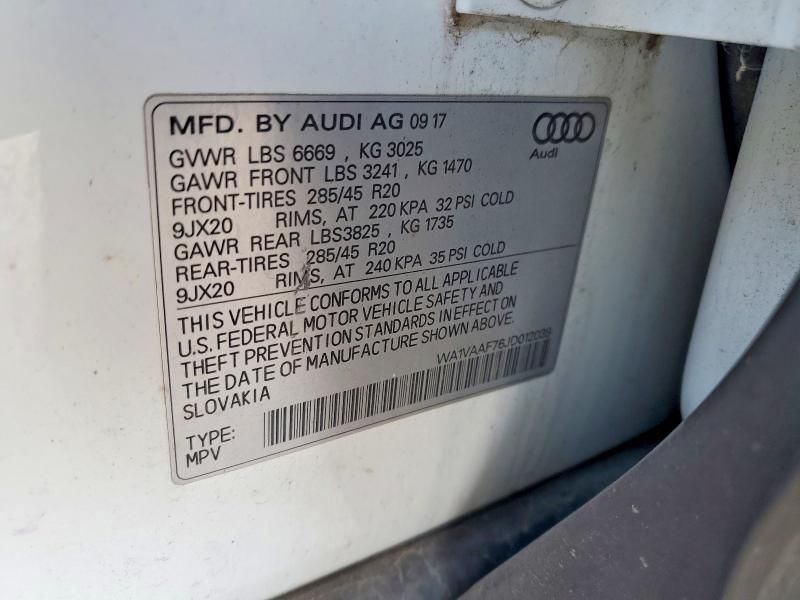 MFD. BY AUDI AG 09 17
Audi
GVWR LBS 6669 , KG 3025
GAWR FRONT LBS 3241 , KG 1470
FRONT-TIRES 285/45 R20
9JX20 RIMS, AT 220 KPA 32 PSI COLD
GAWR REAR LBS3825 , KG 1735
REAR-TIRES 285/45 R20
9JX20 RIMS, AT 240 KPA 35 PSI COLD
THIS VEHICLE CONFORMS TO ALL APPLICABLE
U.S. FEDERAL MOTOR VEHICLE SAFETY AND
THEFT PREVENTION STANDARDS IN EFFECT ON
THE DATE OF MANUFACTURE SHOWN ABOVE.
SLOVAKIA WA1VAAF76JD012039
TYPE:
MPV